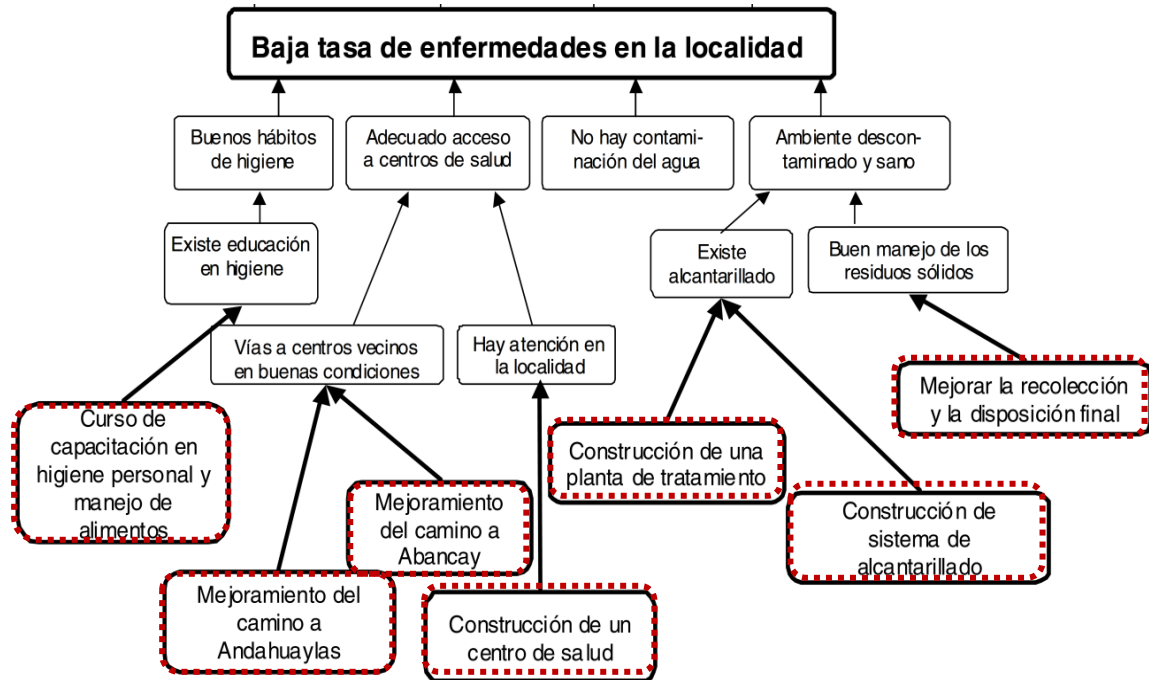 Baja tasa de enfermedades en la localidad
Buenos hábitos
de higiene
Adecuado acceso
a centros de salud
No hay contami-
nación del agua
Ambiente descon-
taminado y sano
Existe educación
en higiene
Existe
alcantarillado
Buen manejo de los
residuos sólidos
Vías a centros vecinos
en buenas condiciones
Hay atención en
la localidad
Mejorar la recolección
y la disposición final
Curso de
capacitación en
higiene personal y
manejo de
alimentos
Construcción de una
planta de tratamiento
Mejoramiento
del camino a
Abancay
Construcción de
sistema de
alcantarillado
Mejoramiento del
camino a
Andahuaylas
Construcción de un
centro de salud